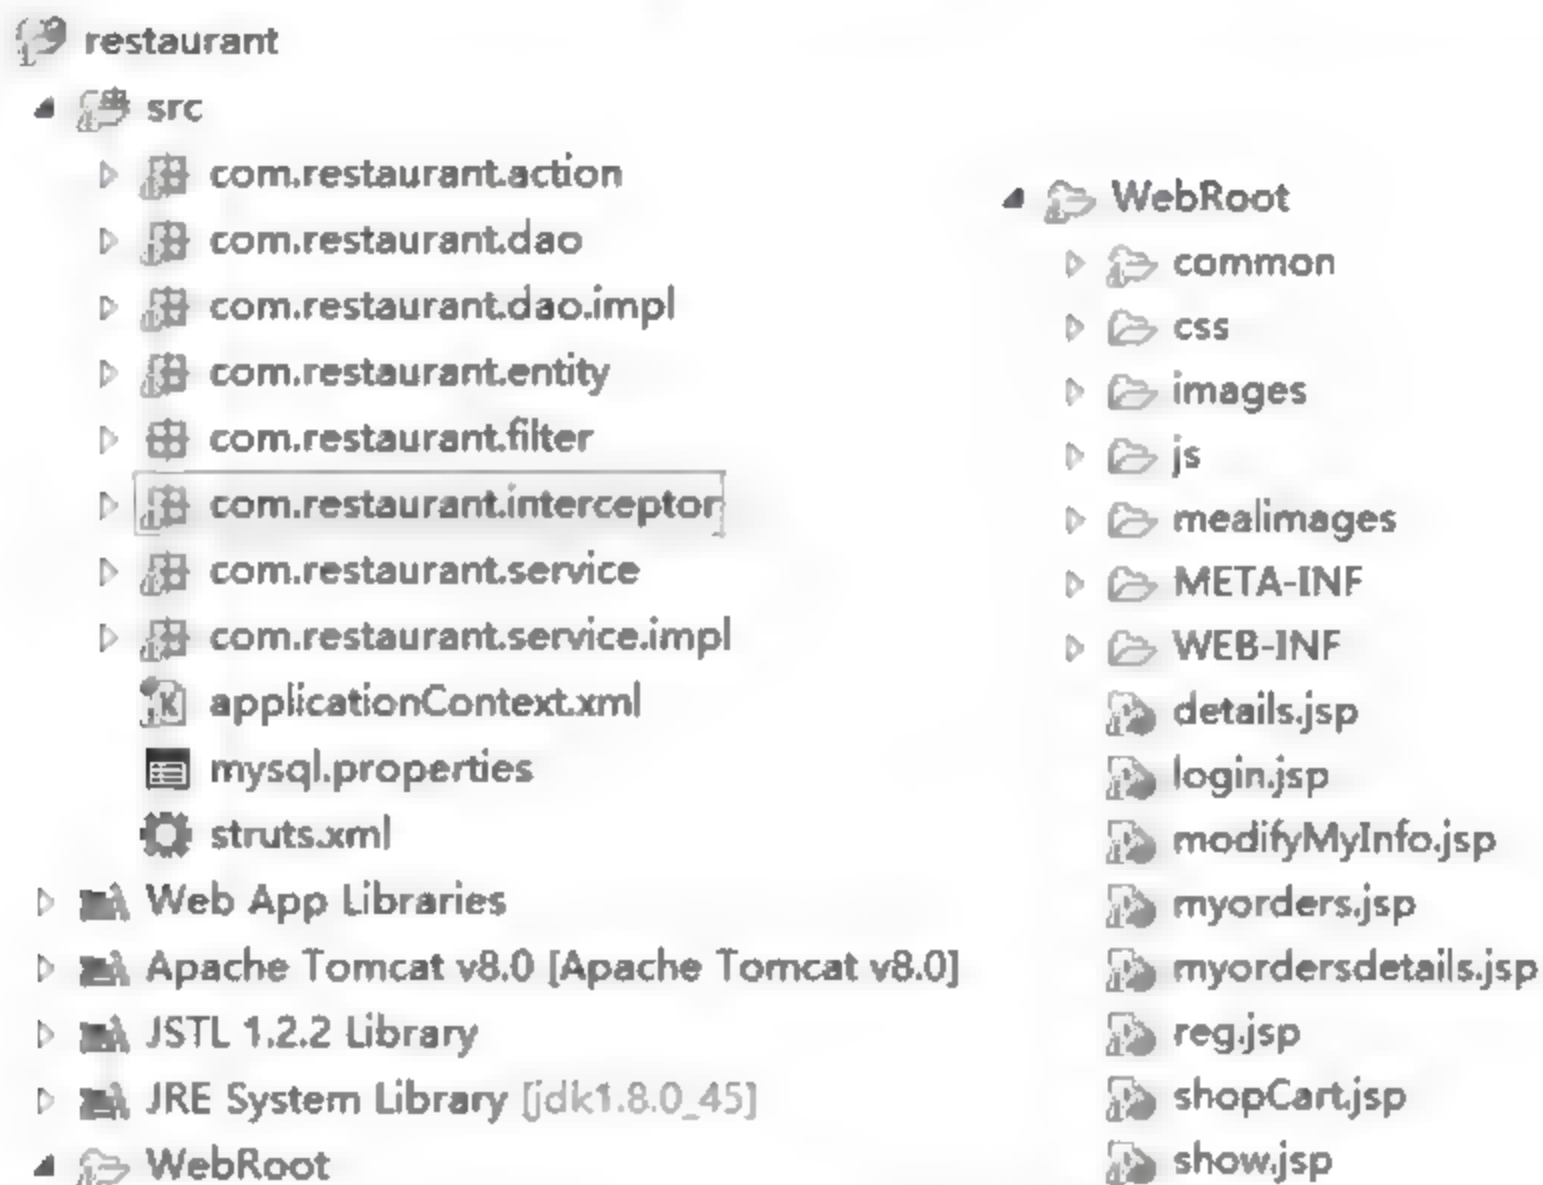 restaurant
src
com.restaurant.action
com.restaurant.dao
com.restaurant.dao.impl
com.restaurant.entity
com.restaurant.filter
com.restaurant.interceptor
com.restaurant.service
com.restaurant.service.impl
applicationContext.xml
mysql.properties
struts.xml
Web App Libraries
Apache Tomcat v8.0 [Apache Tomcat v8.0]
JSTL 1.2.2 Library
JRE System Library [jdk1.8.0_45]
WebRoot
WebRoot
common
css
images
js
mealimages
META-INF
WEB-INF
details.jsp
login.jsp
modifyMyInfo.jsp
myorders.jsp
myordersdetails.jsp
reg.jsp
shopCart.jsp
show.jsp